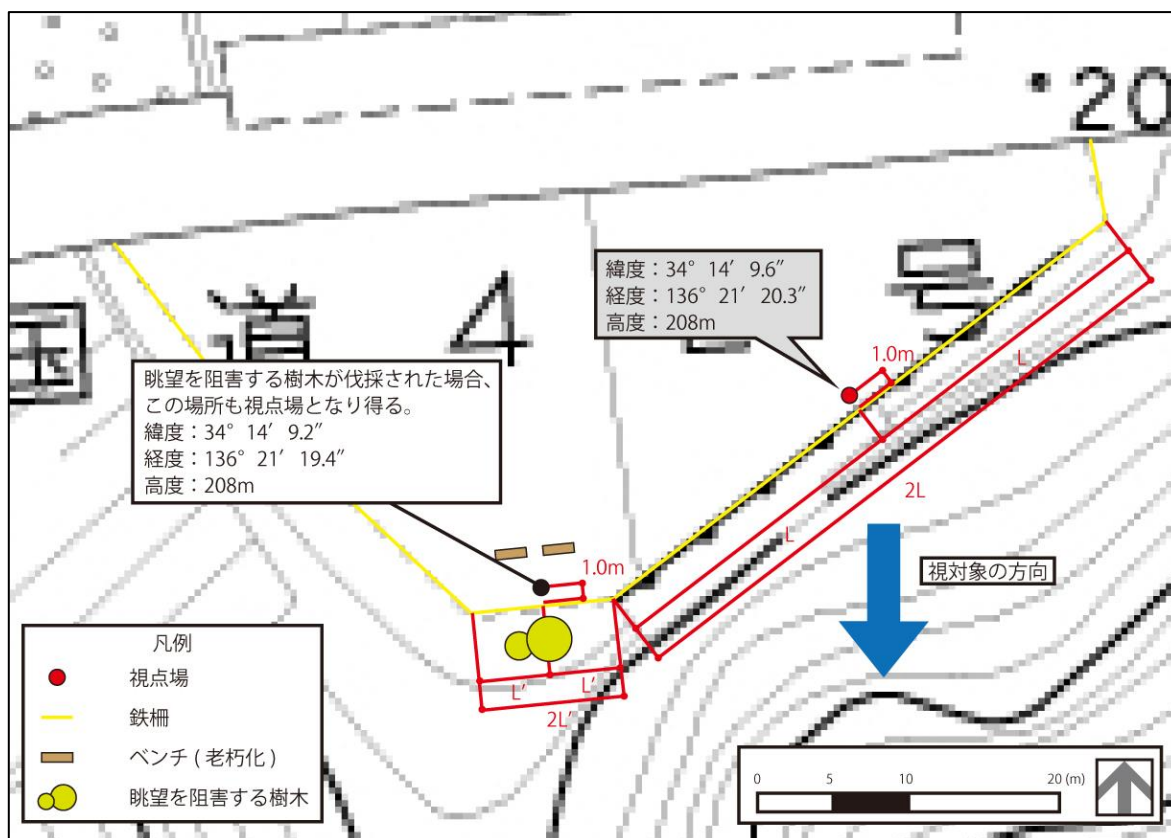 ・20
国 道 4 2 号
緯度：34° 14′ 9.6″
経度：136° 21′ 20.3″
高度：208m
1.0m
L
2L
L
眺望を阻害する樹木が伐採された場合、
この場所も視点場となり得る。
緯度：34° 14′ 9.2″
経度：136° 21′ 19.4″
高度：208m
1.0m
視対象の方向
L′
L′
2L′
凡例
視点場
鉄柵
ベンチ ( 老朽化 )
眺望を阻害する樹木
0 5 10 20 (m)